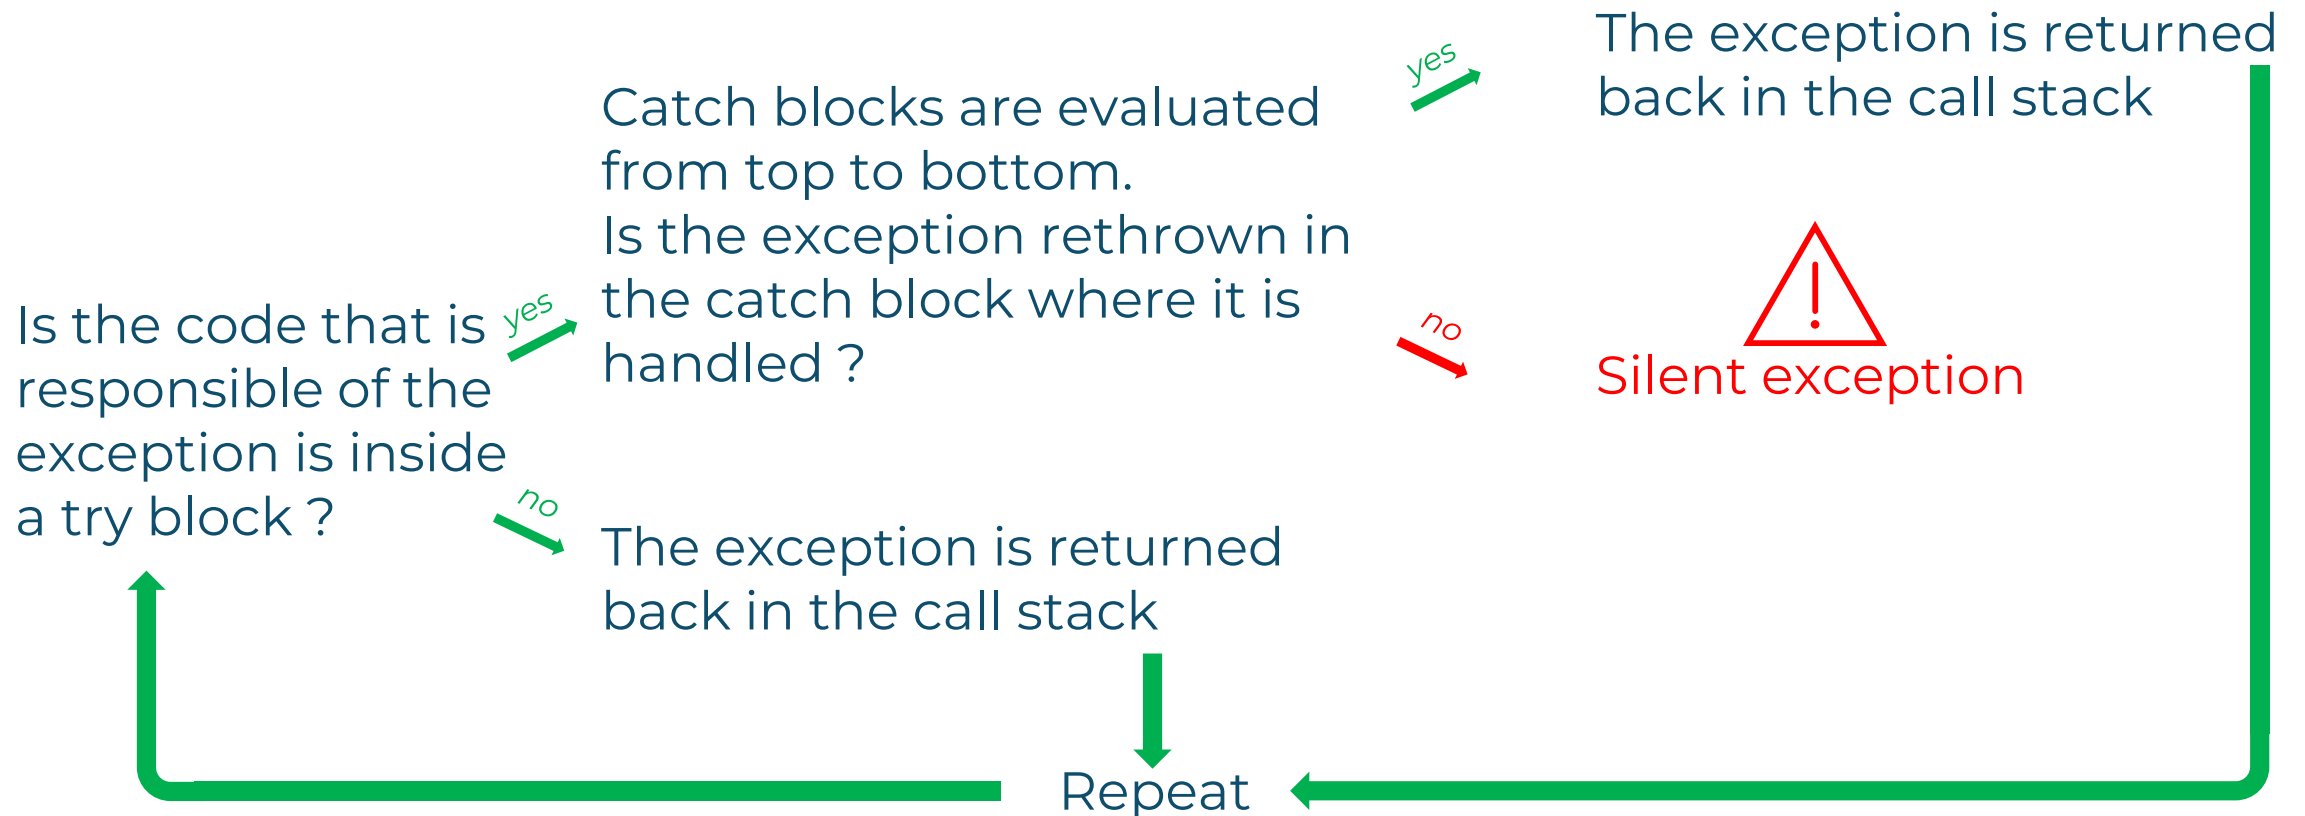 Is the code that is
responsible of the
exception is inside
a try block ?
yes
Catch blocks are evaluated
from top to bottom.
Is the exception rethrown in
the catch block where it is
handled ?
yes
The exception is returned
back in the call stack
no
Silent exception
no
The exception is returned
back in the call stack
Repeat